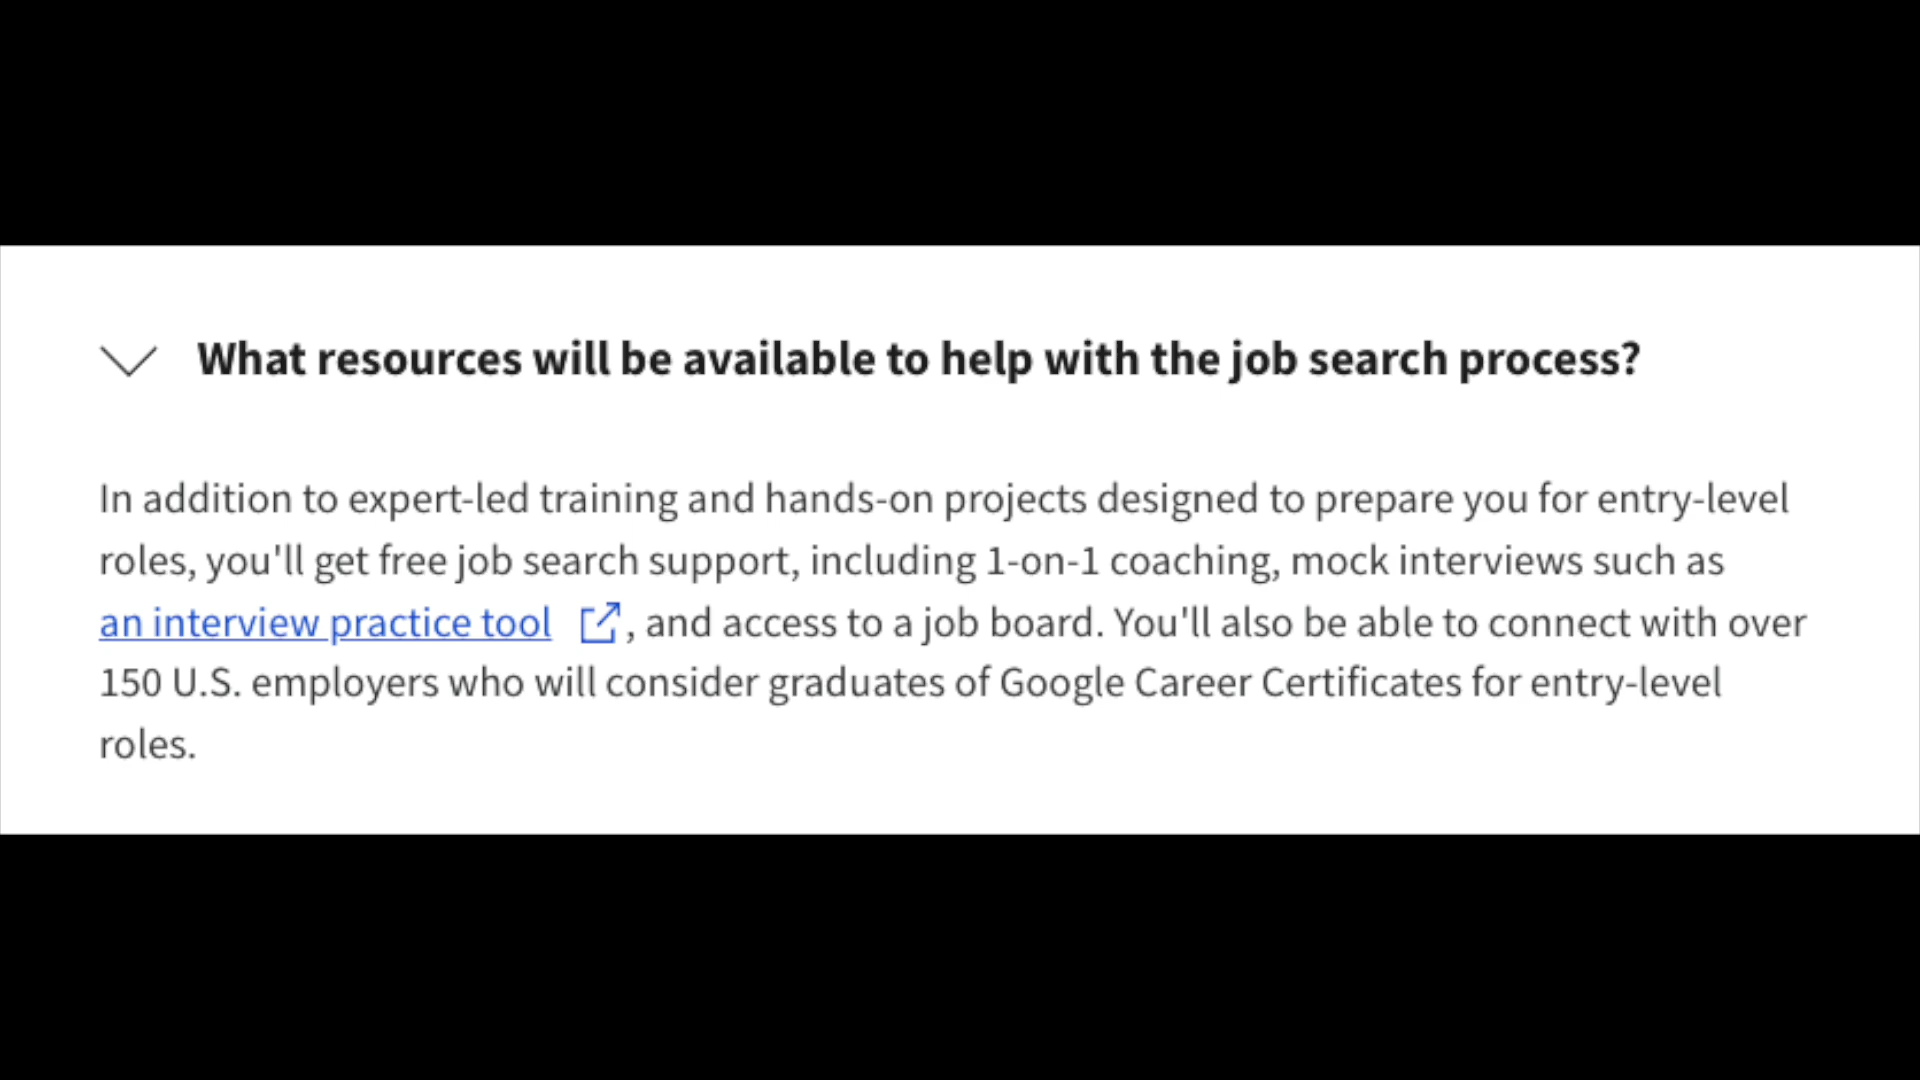 What resources will be available to help with the job search process?
In addition to expert-led training and hands-on projects designed to prepare you for entry-level
roles, you'll get free job search support, including 1-on-1 coaching, mock interviews such as
an interview practice tool , and access to a job board. You'll also be able to connect with over
150 U.S. employers who will consider graduates of Google Career Certificates for entry-level
roles.